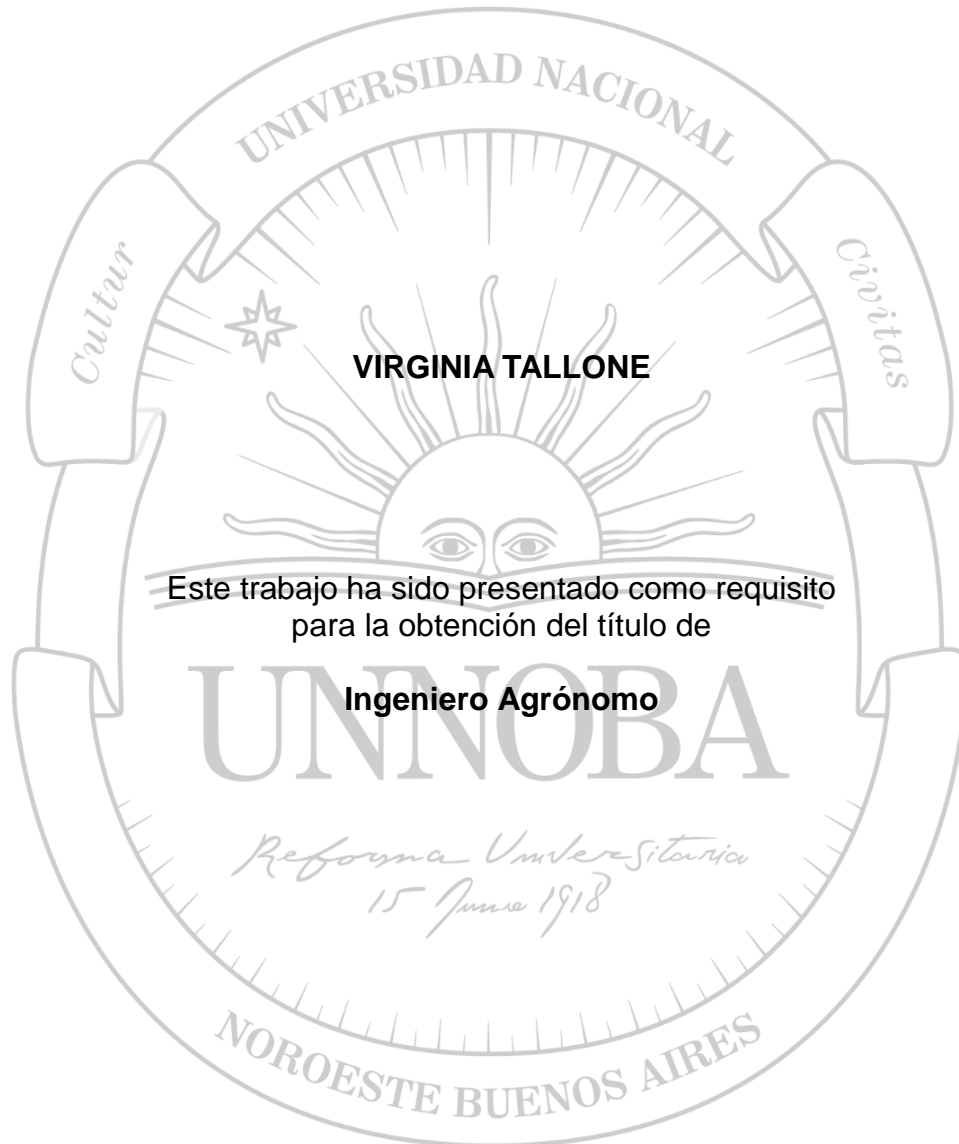 UNIVERSIDAD NACIONAL
Cultur
Civitas
VIRGINIA TALLONE
Este trabajo ha sido presentado como requisito
para la obtención del título de
Ingeniero Agrónomo
UNNOBA
Reforma Universitaria
15 Junio 1918
NOROESTE BUENOS AIRES